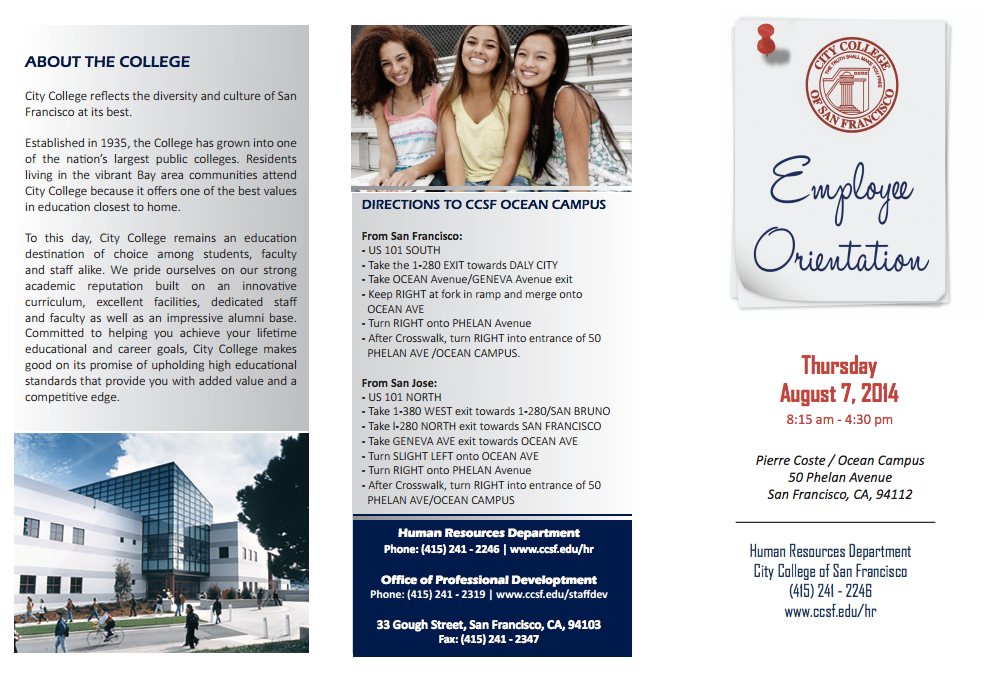 ABOUT THE COLLEGE
City College reflects the diversity and culture of San
Francisco at its best.
Established in 1935, the College has grown into one
of the nation's largest public colleges. Residents
living in the vibrant Bay area communities attend
City College because it offers one of the best values
in education closest to home.
To this day, City College remains an education
destination of choice among students, faculty
and staff alike. We pride ourselves on our strong
academic reputation built on an innovative
curriculum, excellent facilities, dedicated staff
and faculty as well as an impressive alumni base.
Committed to helping you achieve your lifetime
educational and career goals, City College makes
good on its promise of upholding high educational
standards that provide you with added value and a
competitive edge.
DIRECTIONS TO CCSF OCEAN CAMPUS
From San Francisco:
- US 101 SOUTH
- Take the 1-280 EXIT towards DALY CITY
- Take OCEAN Avenue/GENEVA Avenue exit
- Keep RIGHT at fork in ramp and merge onto
OCEAN AVE
- Turn RIGHT onto PHELAN Avenue
- After Crosswalk, turn RIGHT into entrance of 50
PHELAN AVE /OCEAN CAMPUS.
From San Jose:
- US 101 NORTH
- Take 1-380 WEST exit towards 1-280/SAN BRUNO
- Take l-280 NORTH exit towards SAN FRANCISCO
- Take GENEVA AVE exit towards OCEAN AVE
- Turn SLIGHT LEFT onto OCEAN AVE
- Turn RIGHT onto PHELAN Avenue
- After Crosswalk, turn RIGHT into entrance of 50
PHELAN AVE/OCEAN CAMPUS
Human Resources Department
Phone: (415) 241 - 2246 | www.ccsf.edu/hr
Office of Professional Developtment
Phone: (415) 241 - 2319 | www.ccsf.edu/staffdev
33 Gough Street, San Francisco, CA, 94103
Fax: (415) 241 - 2347
CITY COLLEGE
THE TRUTH SHALL MAKE YOU FREE
OF SAN FRANCISCO
Employee
Orientation
Thursday
August 7, 2014
8:15 am - 4:30 pm
Pierre Coste / Ocean Campus
50 Phelan Avenue
San Francisco, CA, 94112
Human Resources Department
City College of San Francisco
(415) 241 - 2246
www.ccsf.edu/hr